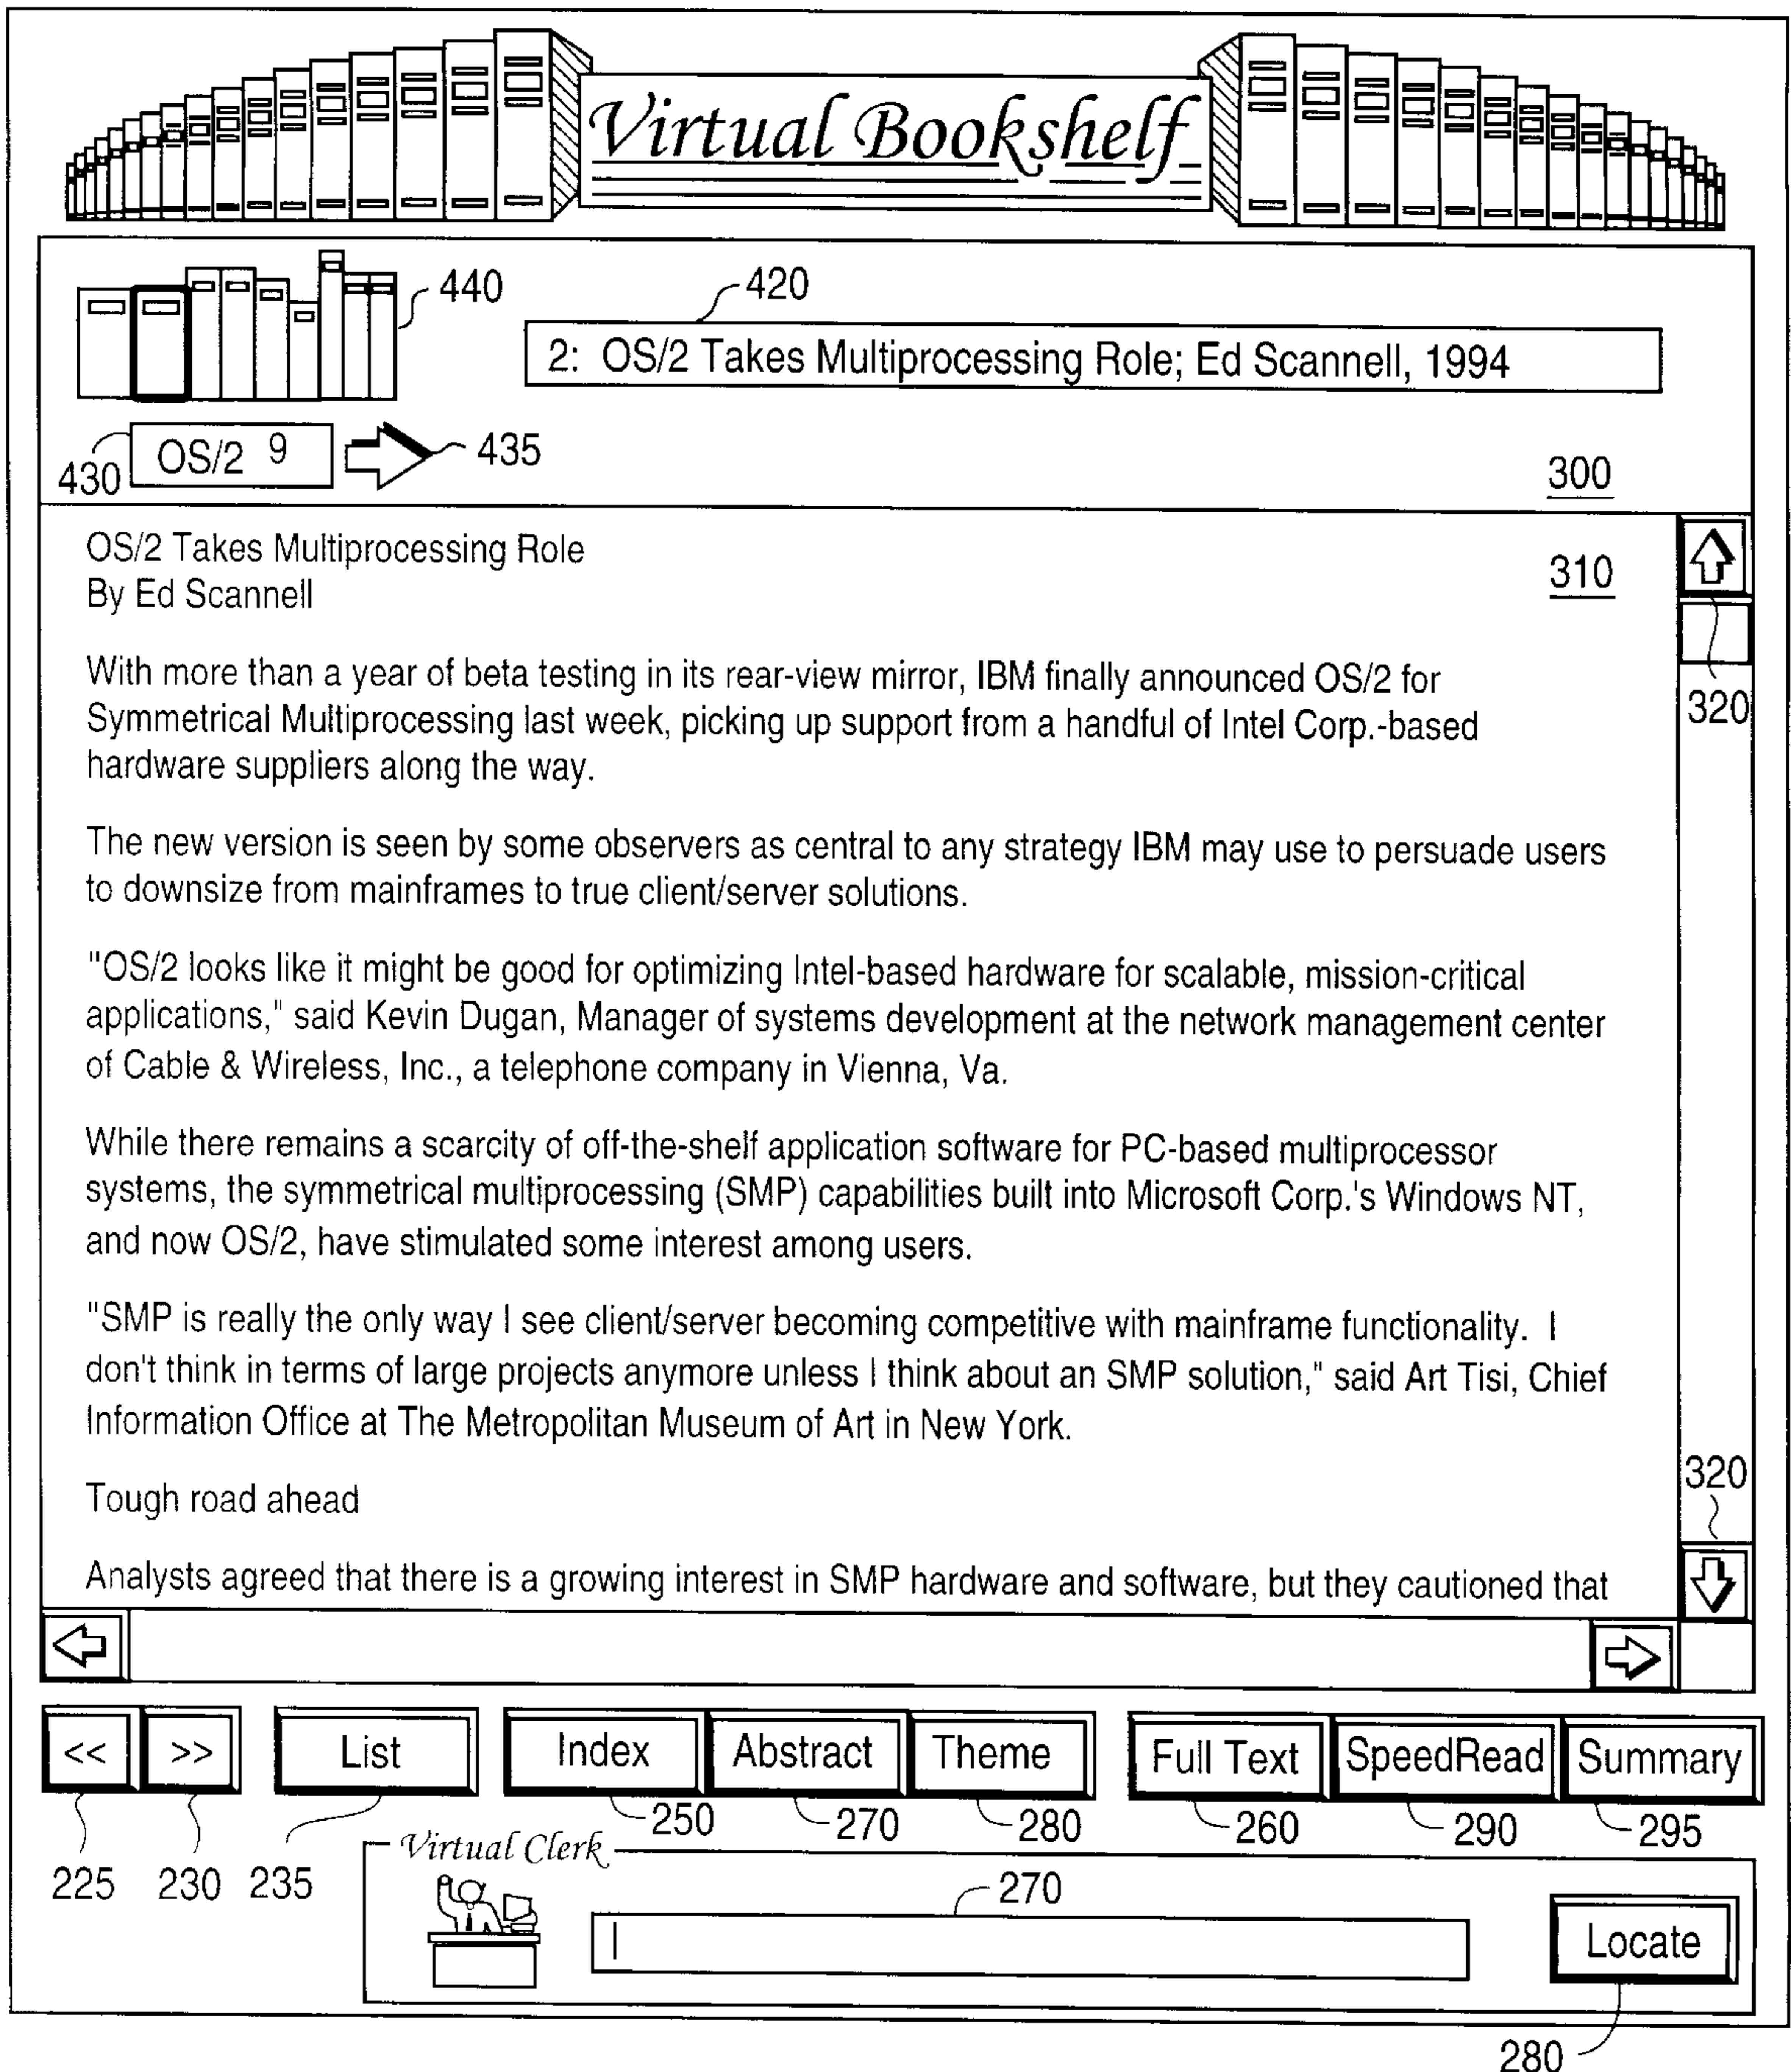 Virtual Bookshelf
440
420
2: OS/2 Takes Multiprocessing Role; Ed Scannell, 1994
430
OS/2 9
435
300
OS/2 Takes Multiprocessing Role
310
By Ed Scannell
With more than a year of beta testing in its rear-view mirror, IBM finally announced OS/2 for
320
Symmetrical Multiprocessing last week, picking up support from a handful of Intel Corp.-based
hardware suppliers along the way.
The new version is seen by some observers as central to any strategy IBM may use to persuade users
to downsize from mainframes to true client/server solutions.
"OS/2 looks like it might be good for optimizing Intel-based hardware for scalable, mission-critical
applications," said Kevin Dugan, Manager of systems development at the network management center
of Cable & Wireless, Inc., a telephone company in Vienna, Va.
While there remains a scarcity of off-the-shelf application software for PC-based multiprocessor
systems, the symmetrical multiprocessing (SMP) capabilities built into Microsoft Corp.'s Windows NT,
and now OS/2, have stimulated some interest among users.
"SMP is really the only way I see client/server becoming competitive with mainframe functionality. I
don't think in terms of large projects anymore unless I think about an SMP solution," said Art Tisi, Chief
Information Office at The Metropolitan Museum of Art in New York.
320
Tough road ahead
Analysts agreed that there is a growing interest in SMP hardware and software, but they cautioned that
<< >> List Index Abstract Theme Full Text SpeedRead Summary
250 270 280 260 290 295
225 230 235
Virtual Clerk
270
Locate
280